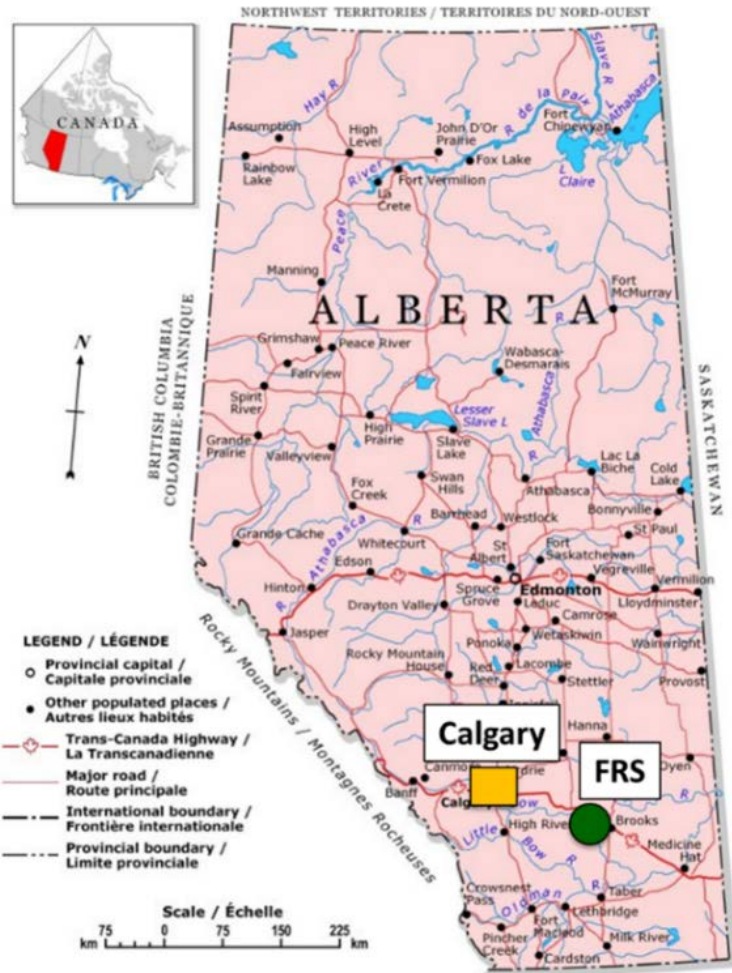 NORTHWEST TERRITORIES / TERRITOIRES DU NORD-OUEST
CANADA
Hay R
Slave R
R de la Paix
L Athabasca
Fort
Chipewyan
Assumption
High
Level
John D'Or
Prairie
Rainbow
Lake
Fox Lake
River
Fort Vermilion
L
Claire
La
Crete
Peace
Manning
ALBERTA
Fort
McMurray
N
Grimshaw
Peace River
Fairview
Wabasca-
Desmarais
R
Athabasca
R
BRITISH COLUMBIA
COLOMBIE-BRITANNIQUE
SASKATCHEWAN
Spirit
River
Lesser
Slave L
High
Prairie
Slave
Lake
Grande
Prairie
Valleyview
Lac La
Biche
Cold
Lake
Swan
Hills
Athabasca
Fox
Creek
Bonnyville
Barrhead
Westlock
St Paul
R
Athabasca
R
Grande Cache
Whitecourt
St
Albert
Fort
Saskatchewan
Edson
Vegreville
Vermilion
Hinton
Spruce
Grove
Edmonton
Leduc
Lloydminster
Drayton Valley
Camrose
Jasper
Wetaskiwin
Ponoka
Wainwright
Rocky Mountain
House
Lacombe
Red
Deer
Stettler
Provost
Rocky Mountains / Montagnes Rocheuses
LEGEND / LÉGENDE
Provincial capital /
Capitale provinciale
Other populated places /
Autres lieux habités
Trans-Canada Highway /
La Transcanadienne
Major road /
Route principale
International boundary /
Frontière internationale
Provincial boundary /
Limite provinciale
Hanna
Calgary
FRS
Oyen
Banff
R
Brooks
High River
Little
Bow
R
Medicine
Hat
Crowsnest
Pass
Oldman
R
Taber
Fort
Macleod
Lethbridge
Pincher
Creek
Milk River
Cardston
Scale / Échelle
75 0 75 150 225
km km